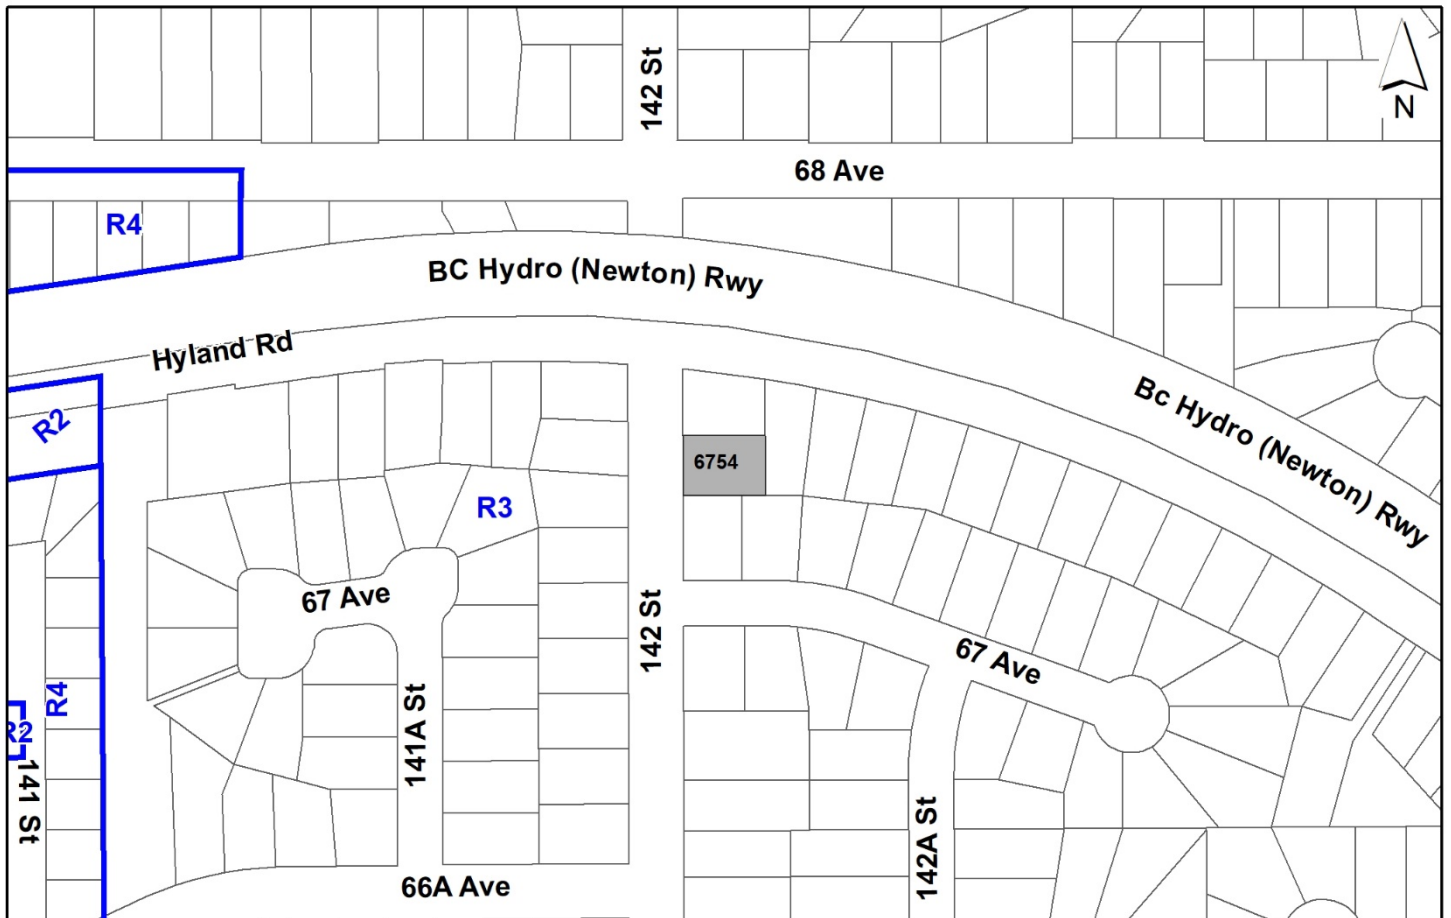 142 St
N
68 Ave
R4
BC Hydro (Newton) Rwy
Hyland Rd
Bc Hydro (Newton) Rwy
R2
6754
R3
67 Ave
142 St
67 Ave
R4
141A St
R2
141 St
142A St
66A Ave